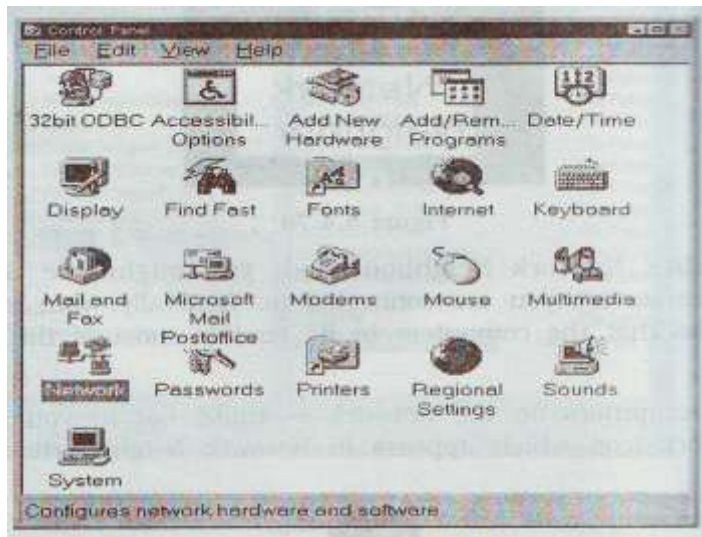 Control Panel
File Edit View Help
32bit ODBC Accessibil... Options Add New Hardware Add/Rem... Programs Date/Time
Display Find Fast Fonts Internet Keyboard
Mail and Fax Microsoft Mail Postoffice Modems Mouse Multimedia
Network Passwords Printers Regional Settings Sounds
System
Configures network hardware and software.